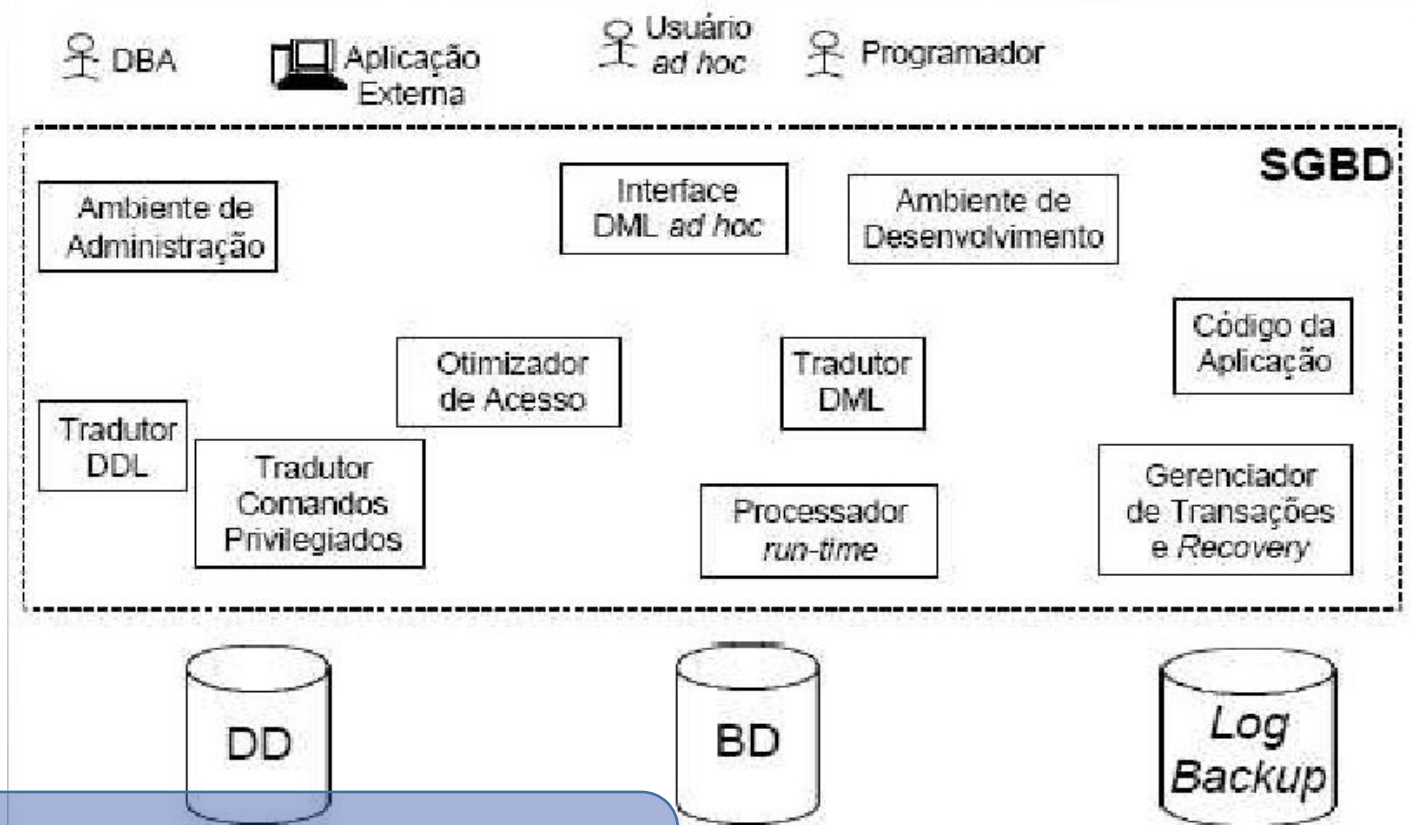 DBA
Aplicação
Externa
Usuário
ad hoc
Programador
SGBD
Ambiente de
Administração
Interface
DML ad hoc
Ambiente de
Desenvolvimento
Código da
Aplicação
Otimizador
de Acesso
Tradutor
DML
Tradutor
DDL
Tradutor
Comandos
Privilegiados
Processador
run-time
Gerenciador
de Transações
e Recovery
DD
BD
Log
Backup